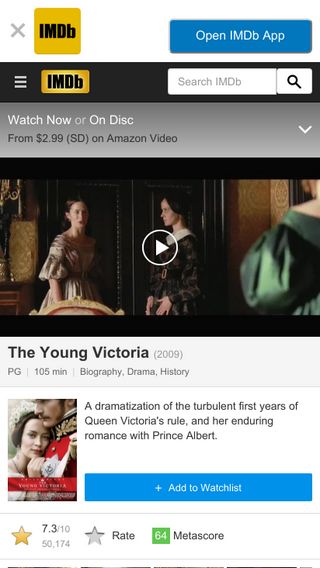 IMDb
Open IMDb App
IMDb
Search IMDb
Watch Now or On Disc
From $2.99 (SD) on Amazon Video
The Young Victoria (2009)
PG | 105 min | Biography, Drama, History
A dramatization of the turbulent first years of
Queen Victoria's rule, and her enduring
romance with Prince Albert.
YOUNG VICTORIA
+ Add to Watchlist
7.3/10
50,174
Rate
64 Metascore